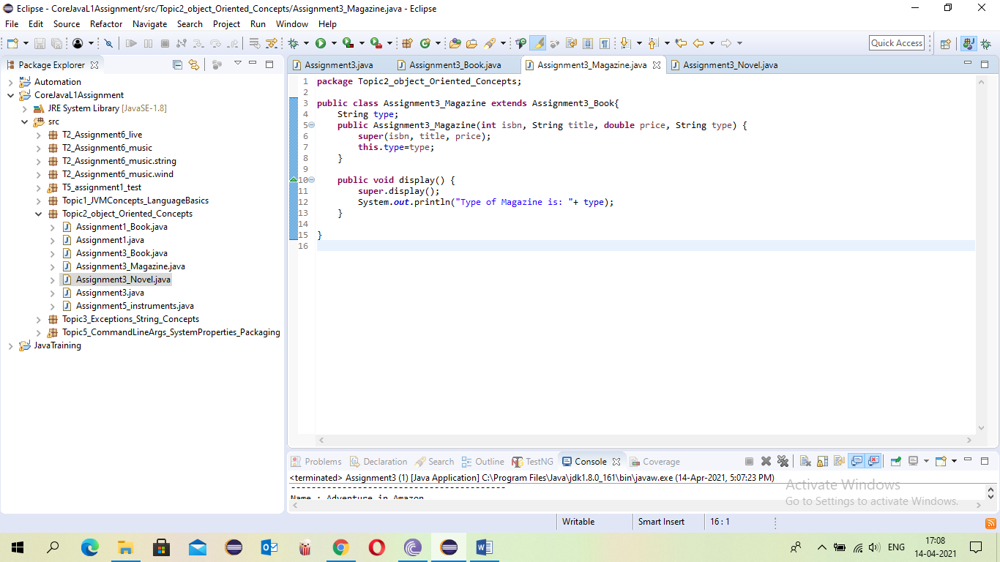 Eclipse - CoreJavaL1Assignment/src/Topic2_object_Oriented_Concepts/Assignment3_Magazine.java - Eclipse
File Edit Source Refactor Navigate Search Project Run Window Help
Quick Access
Package Explorer
Automation
CoreJavaL1Assignment
JRE System Library [JavaSE-1.8]
src
T2_Assignment6_live
T2_Assignment6_music
T2_Assignment6_music.string
T2_Assignment6_music.wind
T5_assignment1_test
Topic1_JVMConcepts_LanguageBasics
Topic2_object_Oriented_Concepts
Assignment1_Book.java
Assignment1.java
Assignment3_Book.java
Assignment3_Magazine.java
Assignment3_Novel.java
Assignment3.java
Assignment5_instruments.java
Topic3_Exceptions_String_Concepts
Topic5_CommandLineArgs_SystemProperties_Packaging
JavaTraining
Assignment3.java Assignment3_Book.java Assignment3_Magazine.java Assignment3_Novel.java
1 package Topic2_object_Oriented_Concepts;
2
3 public class Assignment3_Magazine extends Assignment3_Book{
4 String type;
5 public Assignment3_Magazine(int isbn, String title, double price, String type) {
6 super(isbn, title, price);
7 this.type=type;
8 }
9
10 public void display() {
11 super.display();
12 System.out.println("Type of Magazine is: "+ type);
13 }
14
15 }
16
Problems Declaration Search Outline TestNG Console Coverage
<terminated> Assignment3 (1) [Java Application] C:\Program Files\Java\jdk1.8.0_161\bin\javaw.exe (14-Apr-2021, 5:07:23 PM)
Name : Adventure in Amazon
Activate Windows
Go to Settings to activate Windows.
Writable Smart Insert 16 : 1
ENG 17:08
14-04-2021